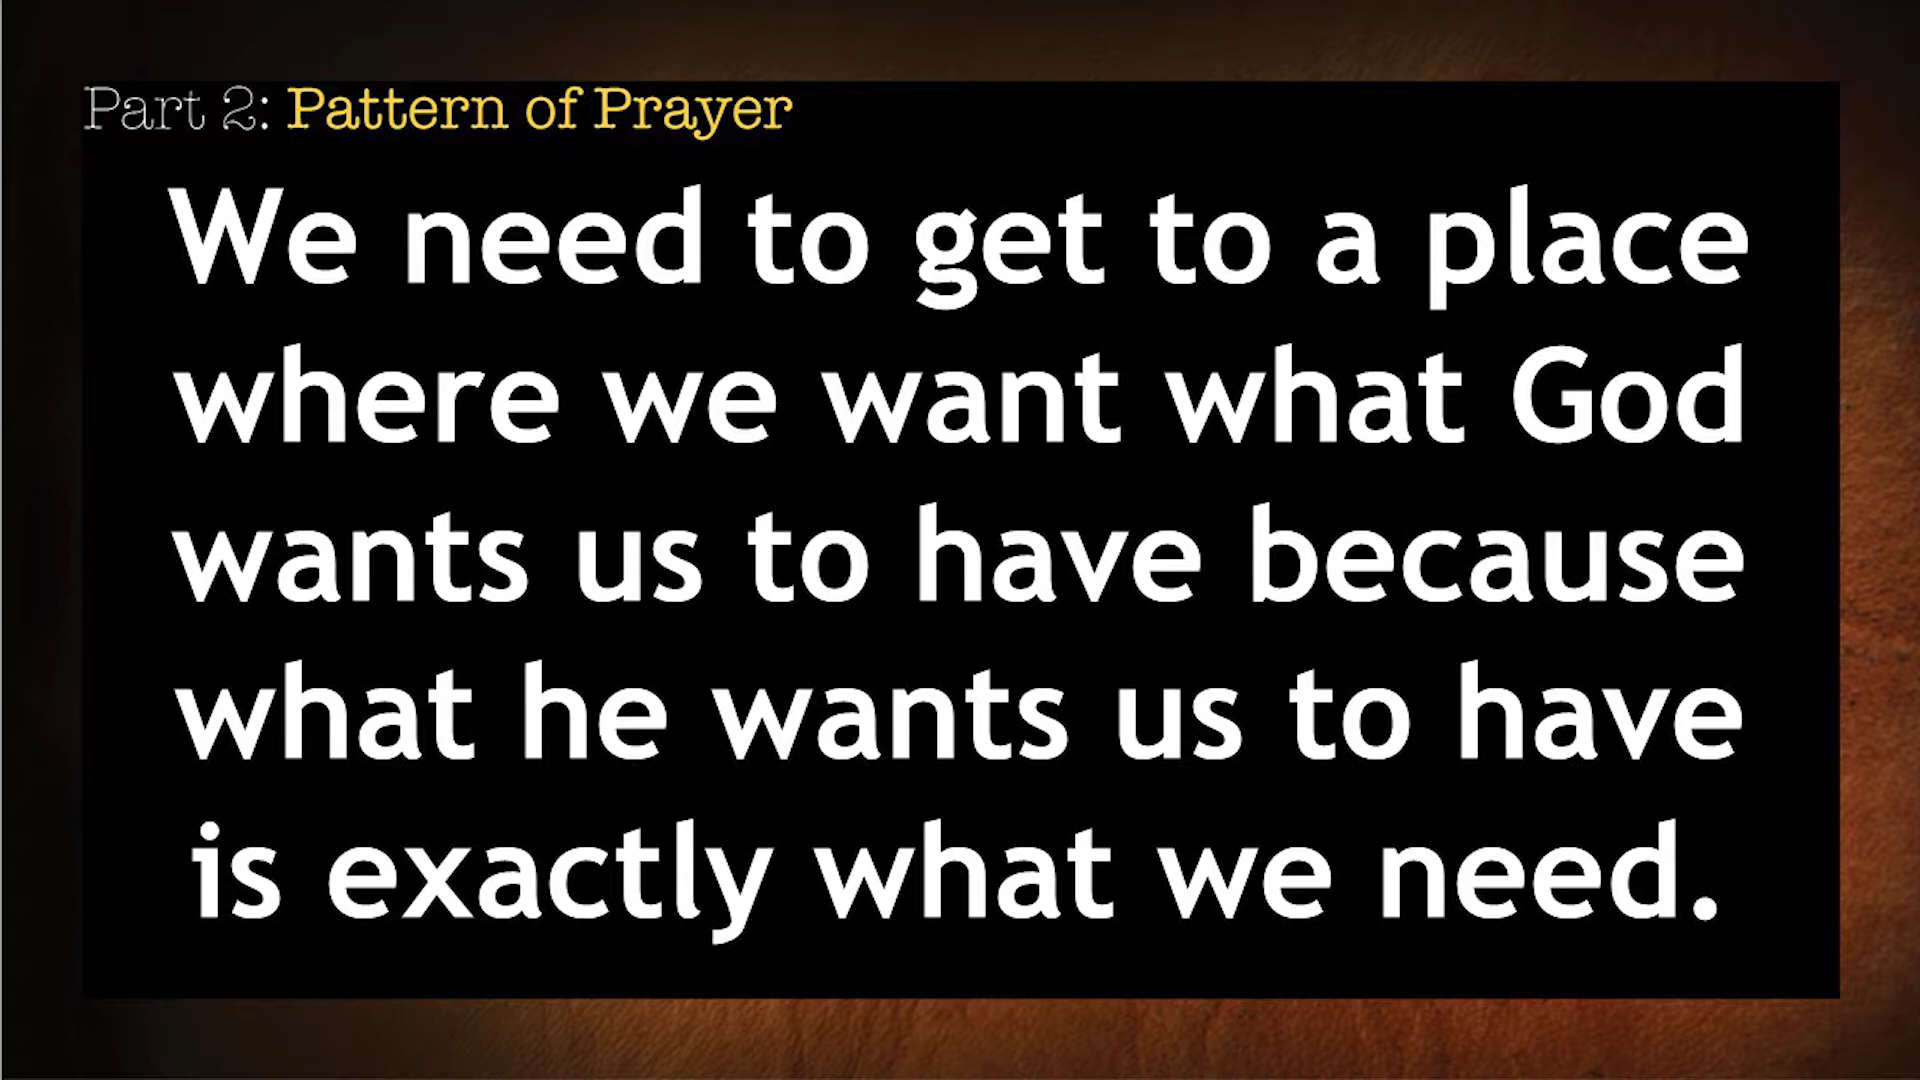 Part 2: Pattern of Prayer
We need to get to a place
where we want what God
wants us to have because
what he wants us to have
is exactly what we need.